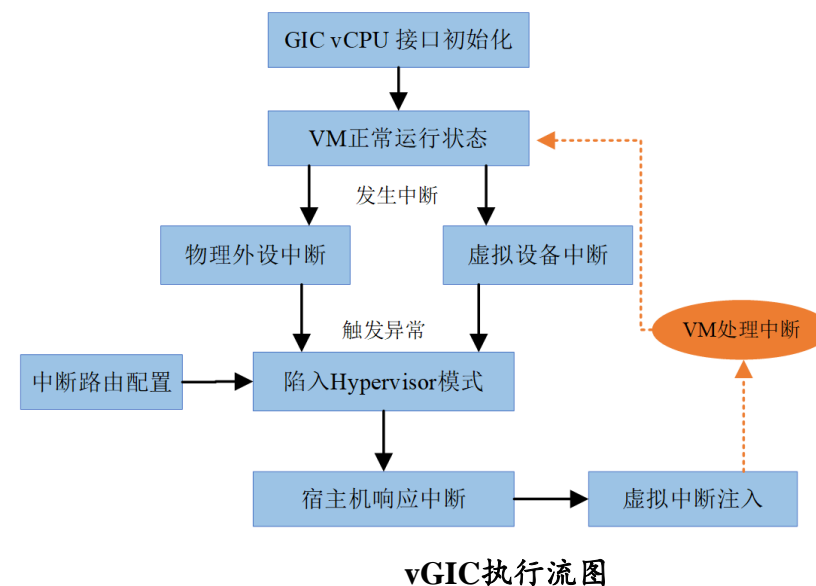 GIC vCPU 接口初始化
VM正常运行状态
发生中断
物理外设中断
虚拟设备中断
触发异常
VM处理中断
中断路由配置
陷入Hypervisor模式
宿主机响应中断
虚拟中断注入
vGIC执行流图